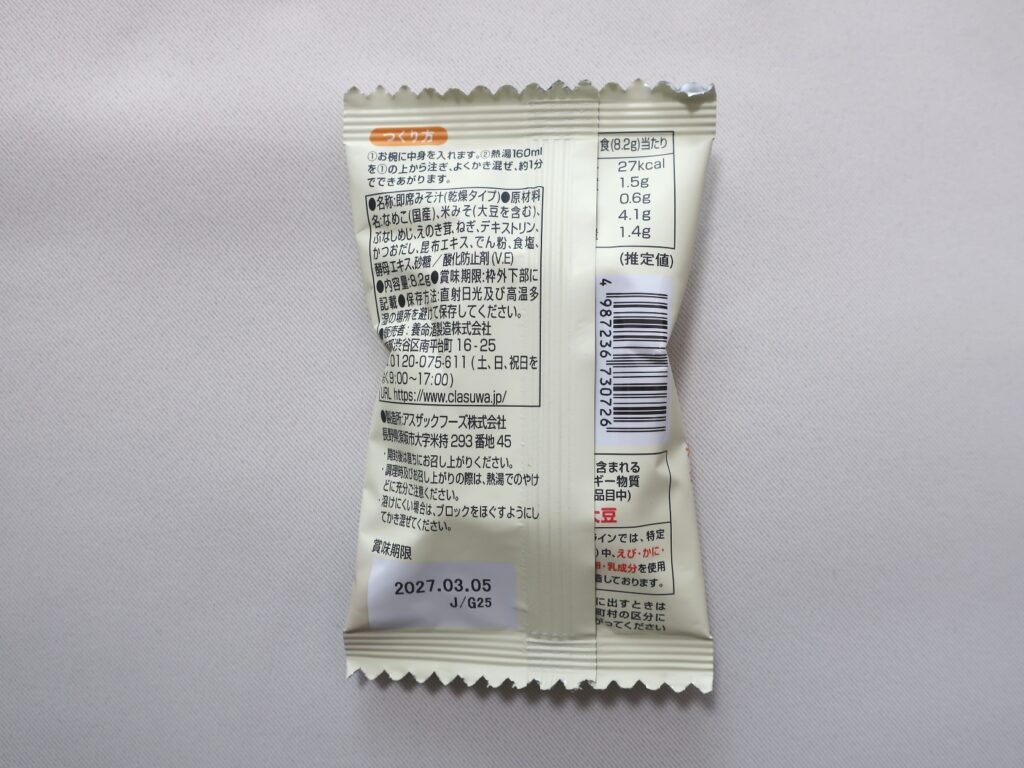 つくり方
①お椀に中身を入れます。②熱湯160ml
を①の上から注ぎ、よくかき混ぜ、約1分
でできあがります。
●名称:即席みそ汁(乾燥タイプ)●原材料
名:なめこ(国産)、米みそ(大豆を含む)、
ぶなしめじ、えのき茸、ねぎ、デキストリン、
かつおだし、昆布エキス、でん粉、食塩、
酵母エキス、砂糖／酸化防止剤(V.E)
●内容量:8.2g●賞味期限:枠外下部に
記載●保存方法:直射日光及び高温多
湿の場所を避けて保存してください。
●販売者:養命酒製造株式会社
渋谷区南平台町16-25
0120-075-611(土、日、祝日を
く9:00〜17:00)
URL https://www.clasuwa.jp/
●製造所:アスザックフーズ株式会社
長野県須坂市大字米持293番地45
・開封後は直ちにお召し上がりください。
・調理時及びお召し上がりの際は、熱湯でのやけ
どに充分ご注意ください。
・溶けにくい場合は、ブロックをほぐすようにし
てかき混ぜてください。
賞味期限
2027.03.05
J/G25
食(8.2g)当たり
27kcal
1.5g
0.6g
4.1g
1.4g
(推定値)
4987236730726
含まれる
ギー物質
品目中)
大豆
ラインでは、特定
)中、えび・かに・
・乳成分を使用
造しております。
に出すときは
町村の区分に
がってください